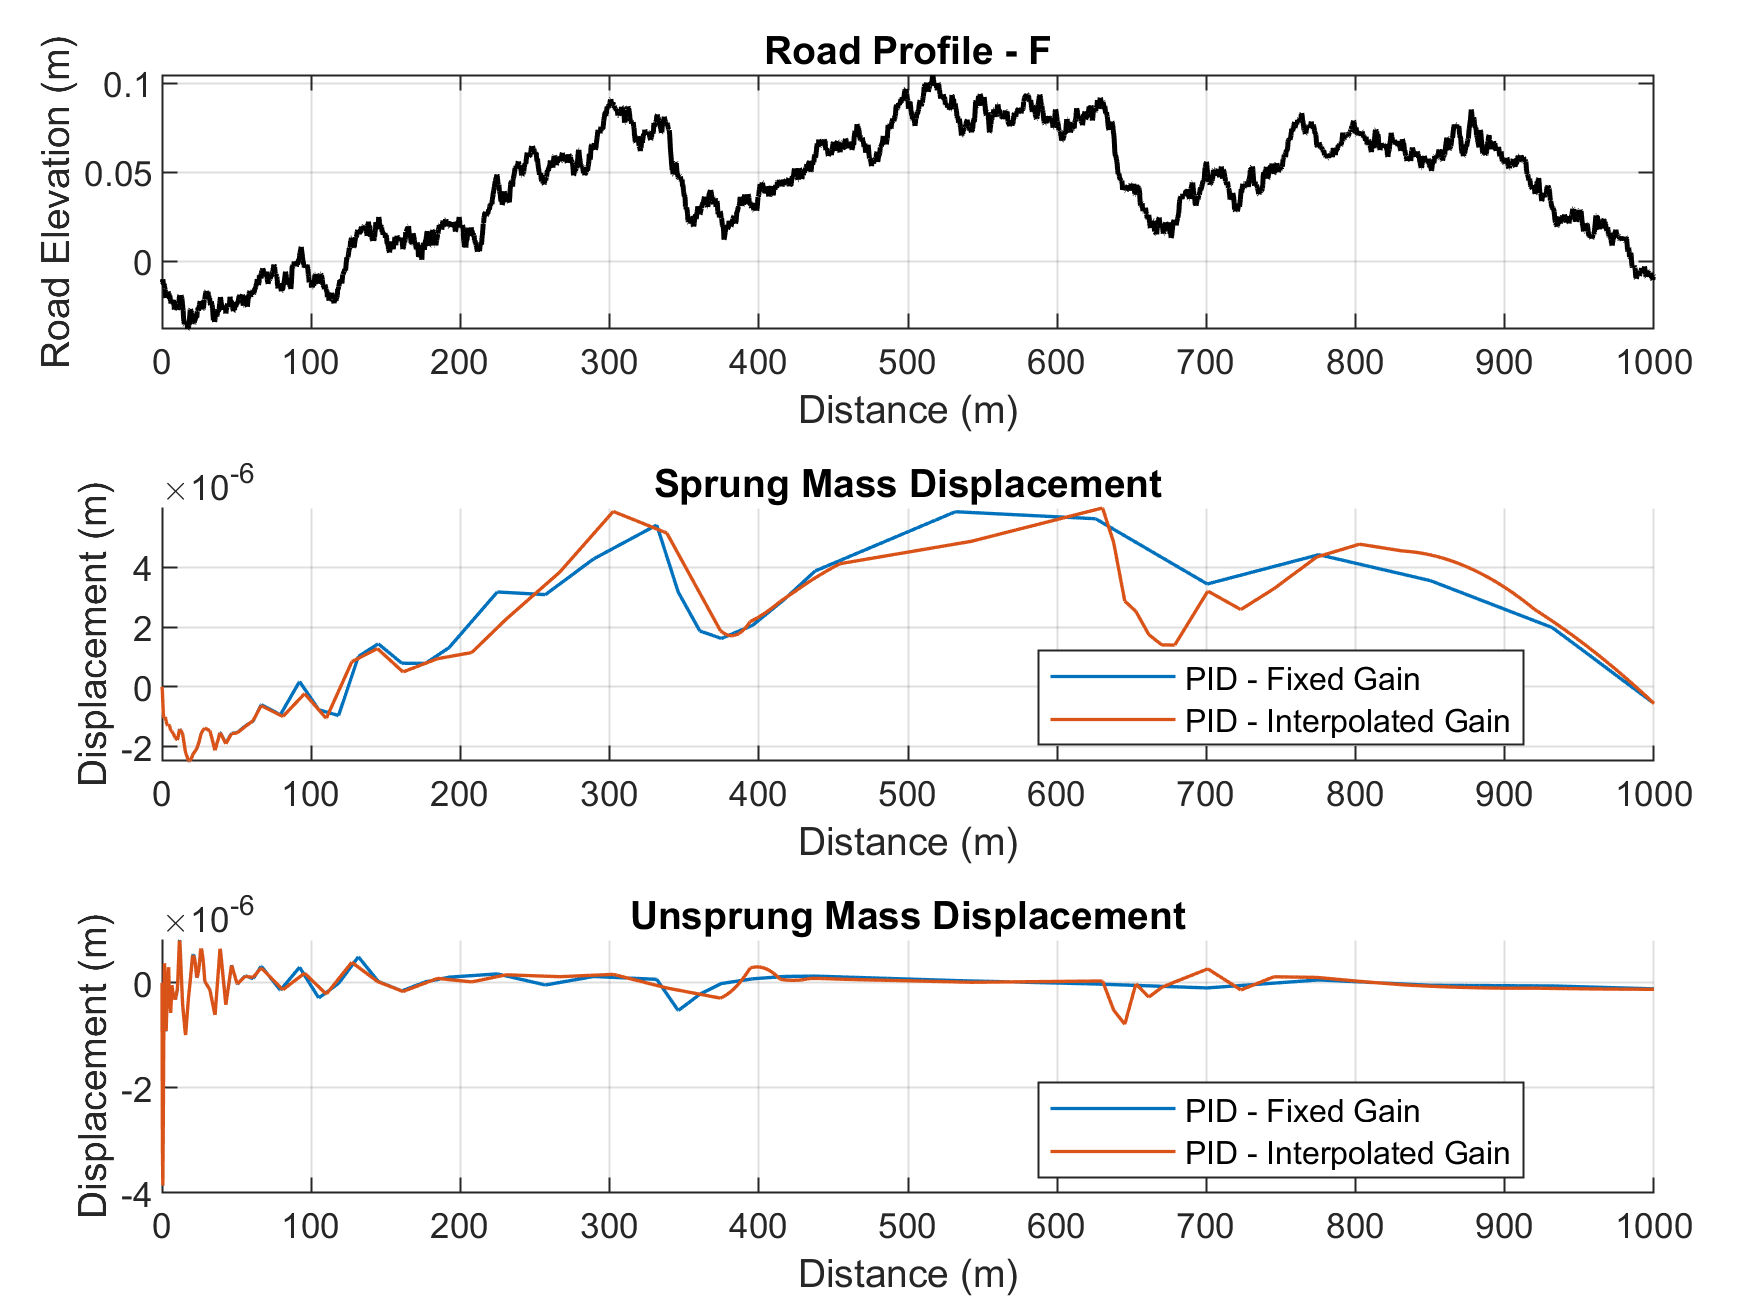 Road Profile - F
Road Elevation (m)
0.1
0.05
0
0 100 200 300 400 500 600 700 800 900 1000
Distance (m)
×10-6
Sprung Mass Displacement
Displacement (m)
4
2
0
-2
PID - Fixed Gain
PID - Interpolated Gain
0 100 200 300 400 500 600 700 800 900 1000
Distance (m)
×10-6
Unsprung Mass Displacement
Displacement (m)
0
-2
-4
PID - Fixed Gain
PID - Interpolated Gain
0 100 200 300 400 500 600 700 800 900 1000
Distance (m)